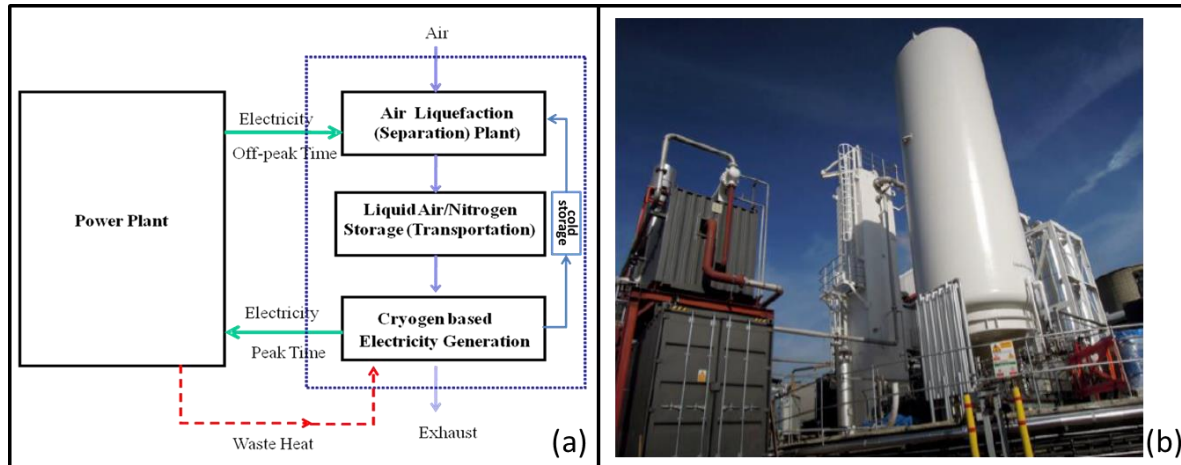 Air
Air Liquefaction
(Separation) Plant)
Electricity
Off-peak Time
Power Plant
Liquid Air/Nitrogen
Storage (Transportation)
cold
storage
Electricity
Peak Time
Cryogen based
Electricity Generation
Waste Heat
Exhaust
(a)
(b)